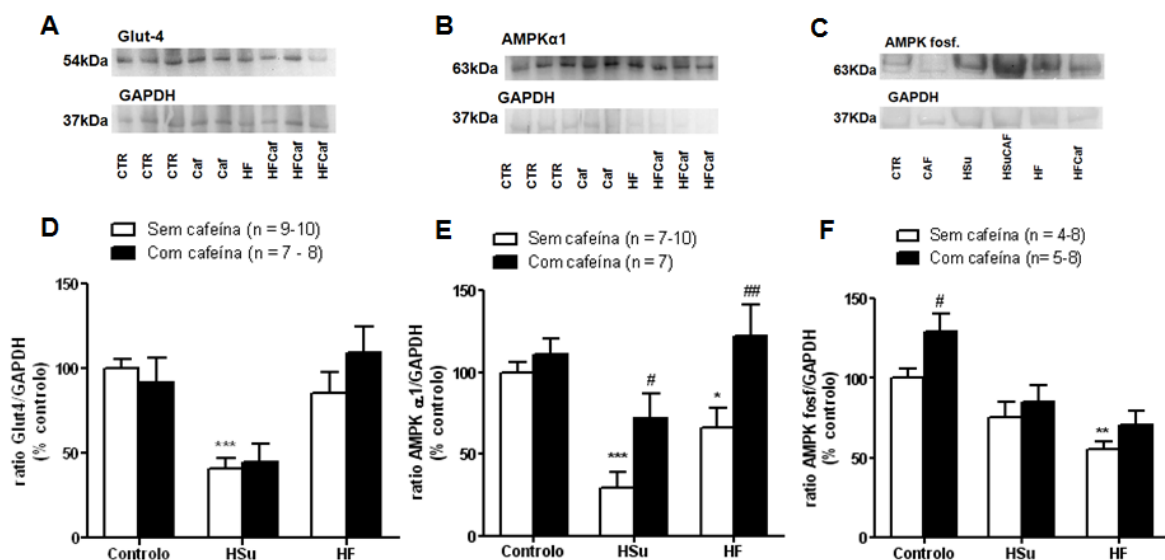 A
Glut-4
54kDa
GAPDH
37kDa
CTR CTR CTR Caf Caf HF HFCaf HFCaf HFCaf
B
AMPKα1
63kDa
GAPDH
37kDa
CTR CTR CTR Caf Caf HF HFCaf HFCaf HFCaf
C
AMPK fosf.
63KDa
GAPDH
37KDa
CTR CAF HSu HSuCAF HF HFCaf
D
Sem cafeína (n = 9-10)
Com cafeína (n = 7 - 8)
ratio Glut4/GAPDH
(% controlo)
150
100
50
0
***
Controlo HSu HF
E
Sem cafeína (n = 7-10)
Com cafeína (n = 7)
ratio AMPK α1/GAPDH
(% controlo)
150
100
50
0
***
#
*
##
Controlo HSu HF
F
Sem cafeína (n = 4-8)
Com cafeína (n= 5-8)
ratio AMPK fosf/GAPDH
(% controlo)
150
100
50
0
#
**
Controlo HSu HF